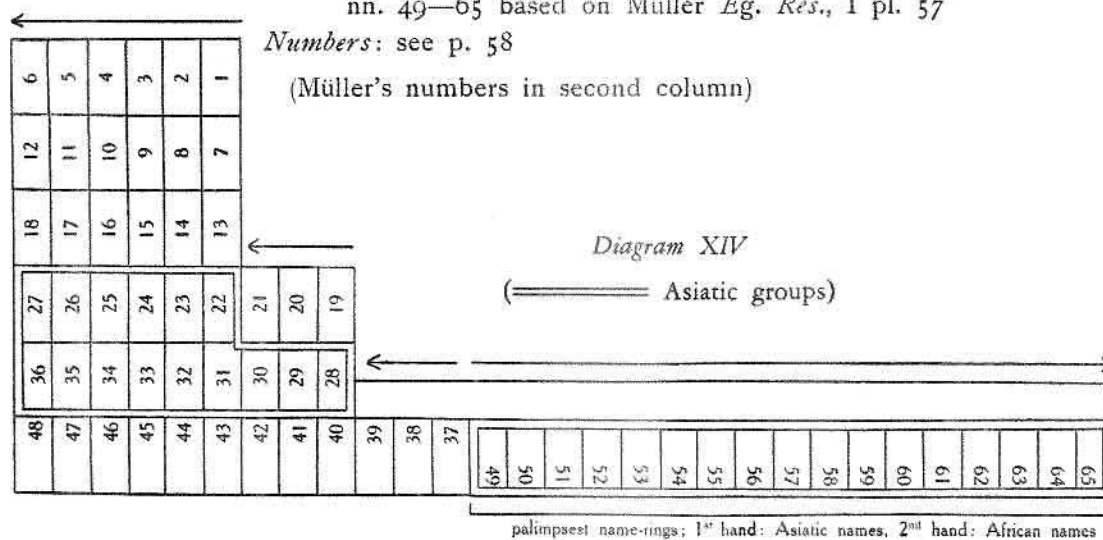 nn. 49—65 based on Müller Eg. Res., I pl. 57
Numbers: see p. 58
(Müller's numbers in second column)
6 5 4 3 2 1
12 11 10 9 8 7
18 17 16 15 14 13
Diagram XIV
(═══ Asiatic groups)
27 26 25 24 23 22 21 20 19
36 35 34 33 32 31 30 29 28
48 47 46 45 44 43 42 41 40 39 38 37 49 50 51 52 53 54 55 56 57 58 59 60 61 62 63 64 65
palimpsest name-rings; 1st hand: Asiatic names, 2nd hand: African names